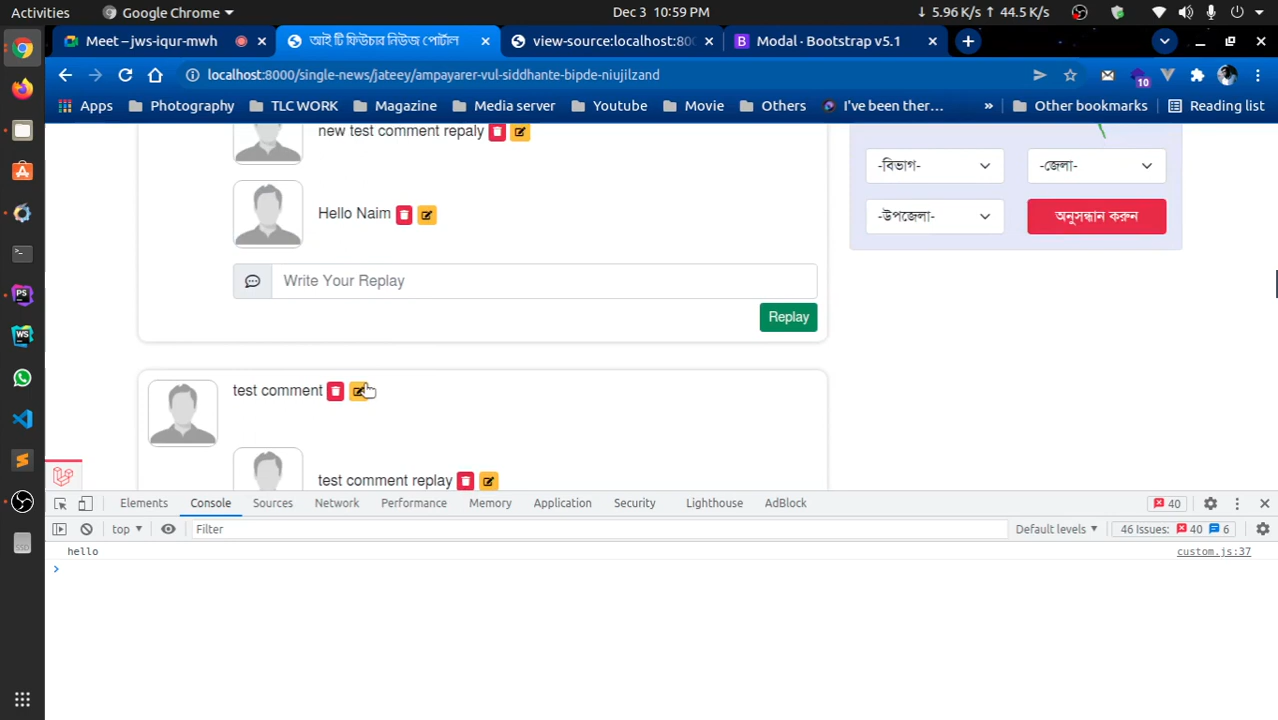 Activities
Google Chrome
Dec 3 10:59 PM
↓ 5.96 K/s ↑ 44.5 K/s
Meet – jws-iqur-mwh
আই টি ফিউচার নিউজ পোর্টাল
view-source:localhost:80
Modal · Bootstrap v5.1
localhost:8000/single-news/jateey/ampayarer-vul-siddhante-bipde-niujilzand
10
Apps
Photography
TLC WORK
Magazine
Media server
Youtube
Movie
Others
I've been ther...
»
Other bookmarks
Reading list
new test comment repaly
-বিভাগ-
-জেলা-
Hello Naim
-উপজেলা-
অনুসন্ধান করুন
Write Your Replay
Replay
test comment
test comment replay
Elements
Console
Sources
Network
Performance
Memory
Application
Security
Lighthouse
AdBlock
40
top
Filter
Default levels
46 Issues:
40
6
hello
custom.js:37
PS
WS
SSD